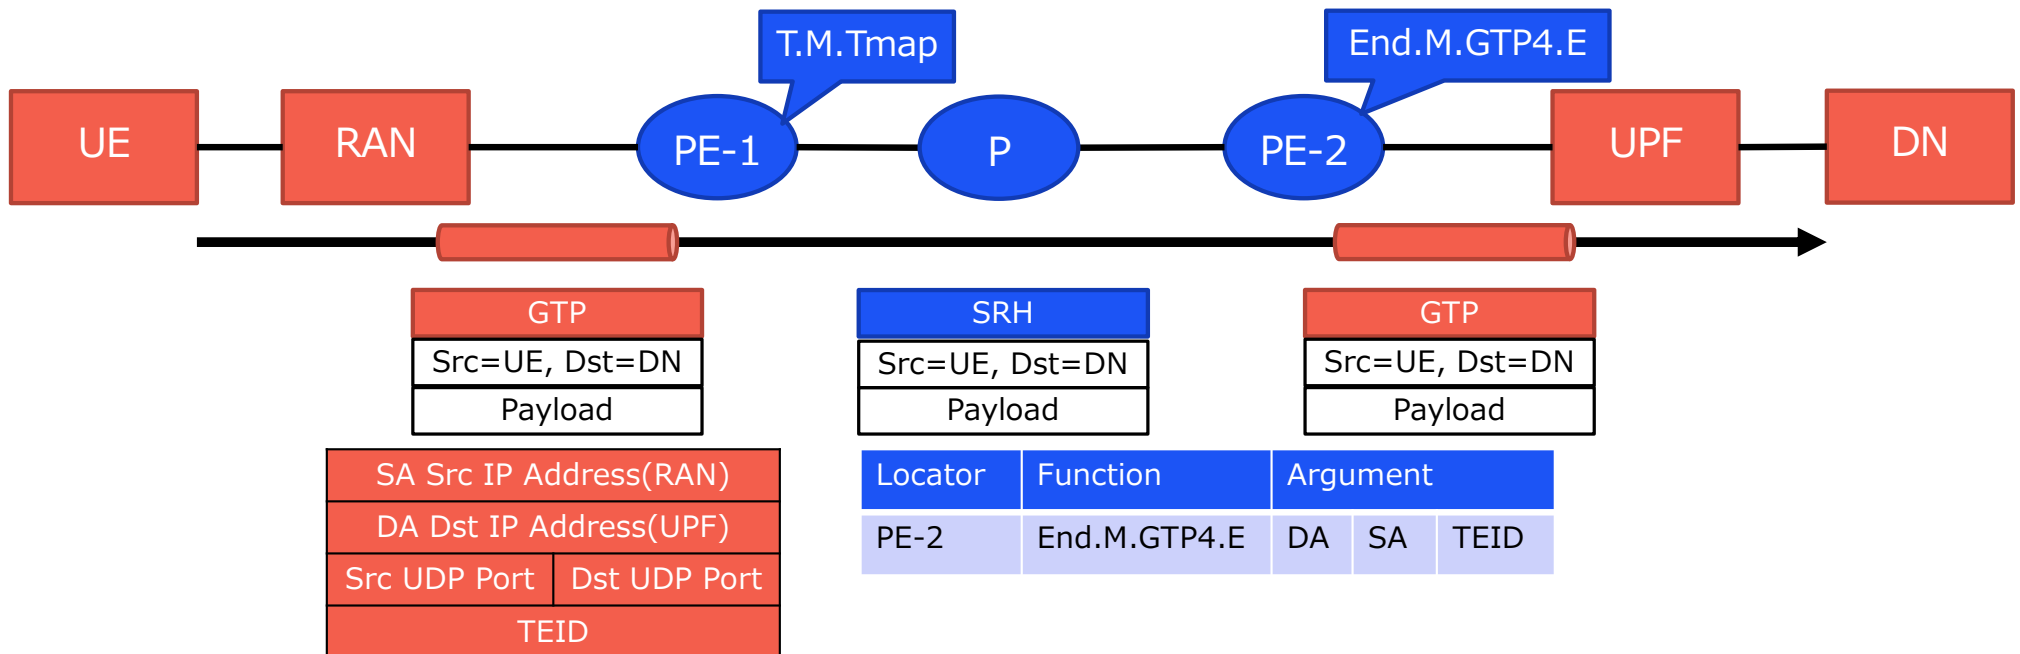 T.M.Tmap
End.M.GTP4.E
UE
RAN
PE-1
P
PE-2
UPF
DN
GTP
Src=UE, Dst=DN
Payload
SRH
Src=UE, Dst=DN
Payload
GTP
Src=UE, Dst=DN
Payload
SA Src IP Address(RAN)
DA Dst IP Address(UPF)
Src UDP Port Dst UDP Port
TEID
Locator Function Argument
PE-2 End.M.GTP4.E DA SA TEID